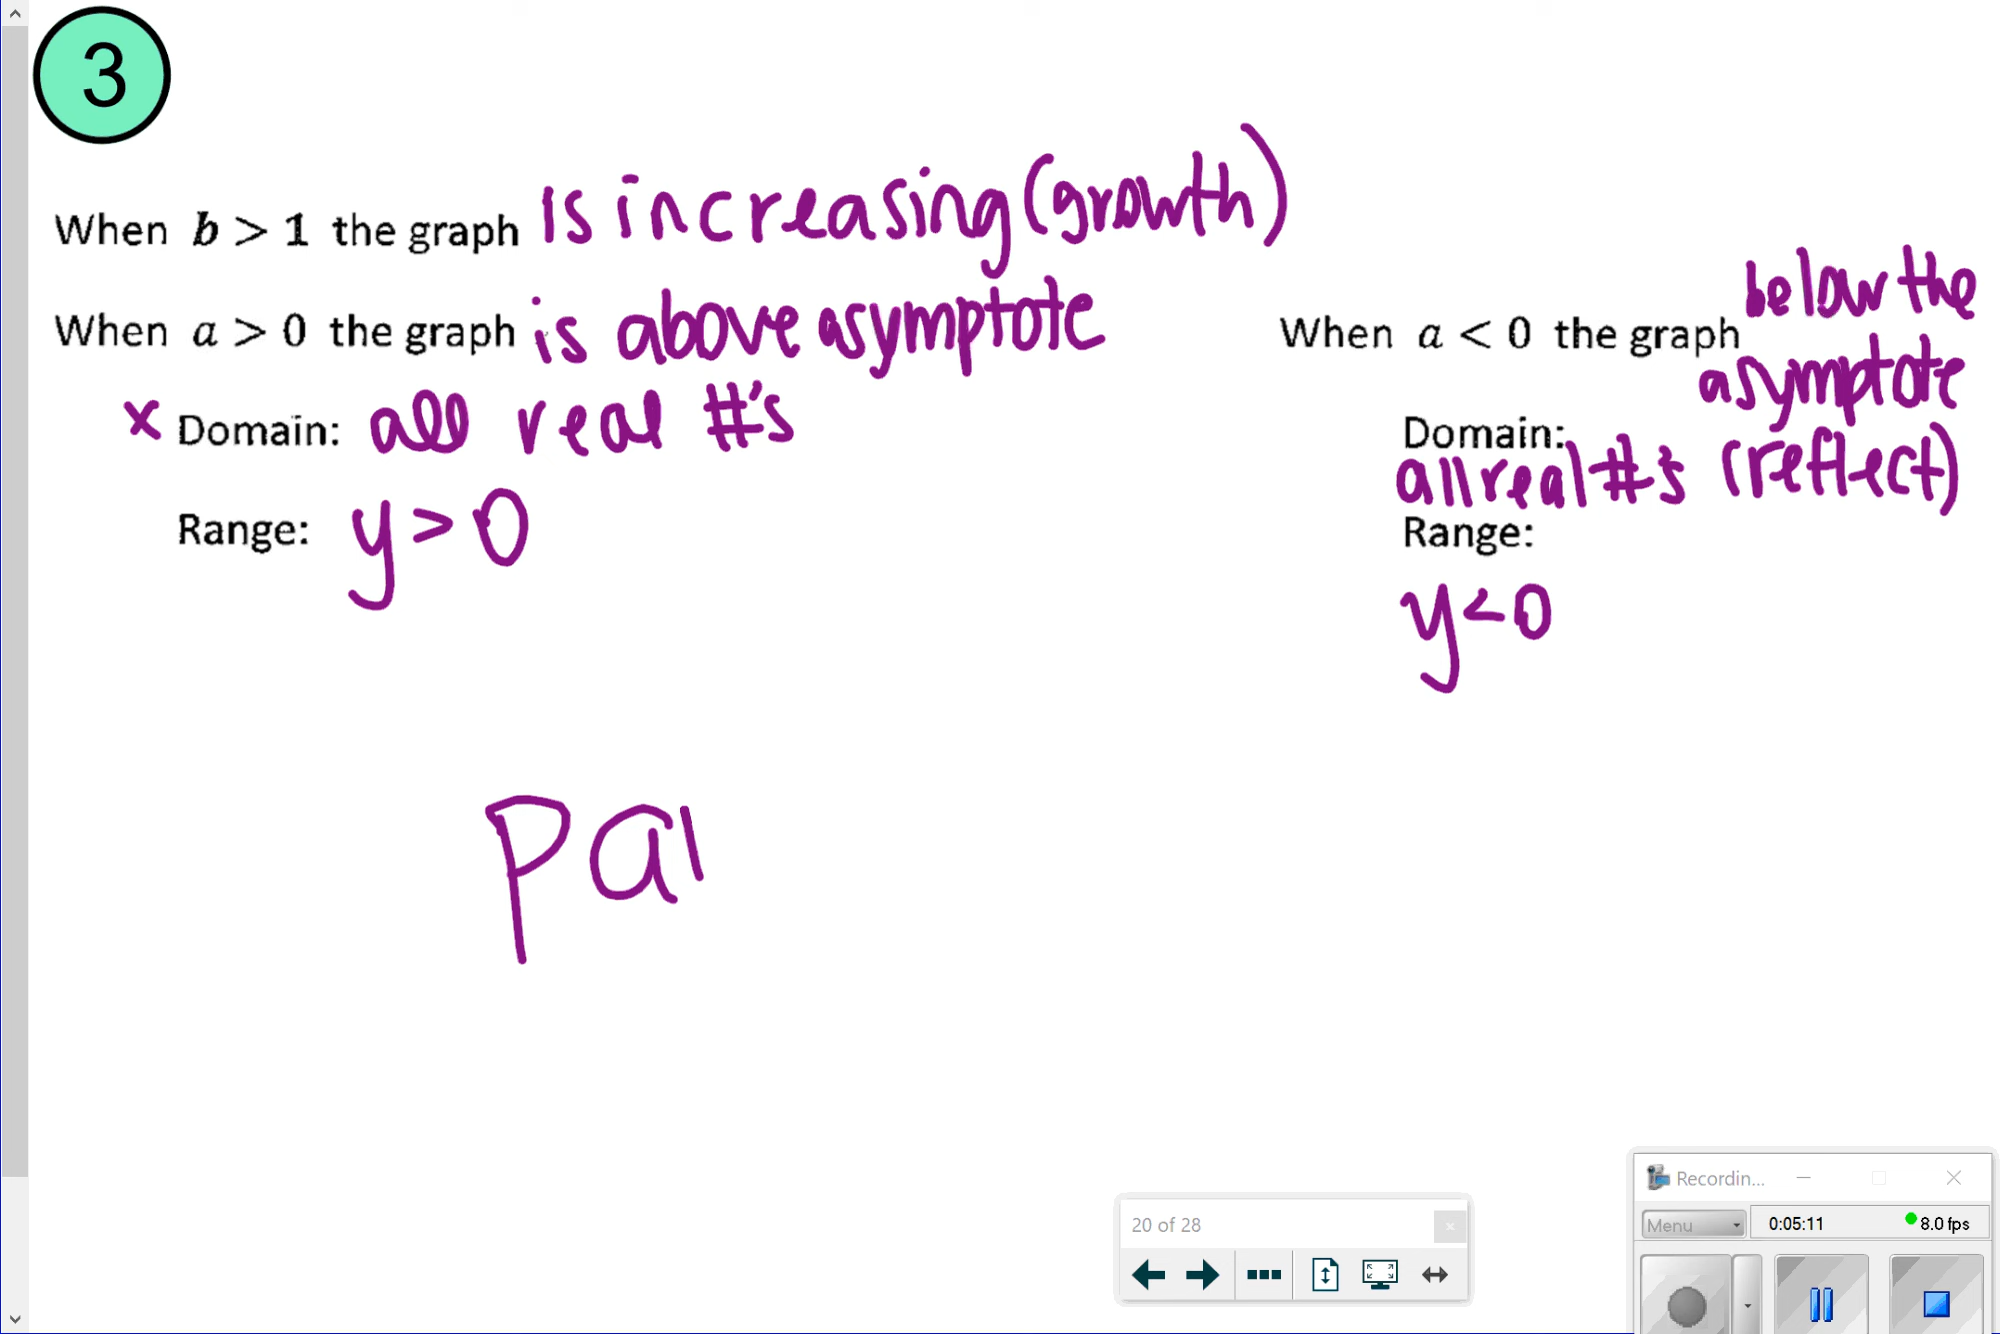 3
When b > 1 the graph is increasing (growth)
When a > 0 the graph is above asymptote
x Domain: all real #'s
Range: y > 0
When a < 0 the graph below the
asymptote
(reflect)
Domain:
all real #'s
Range:
y < 0
20 of 28
Recordin...
Menu 0:05:11 8.0 fps